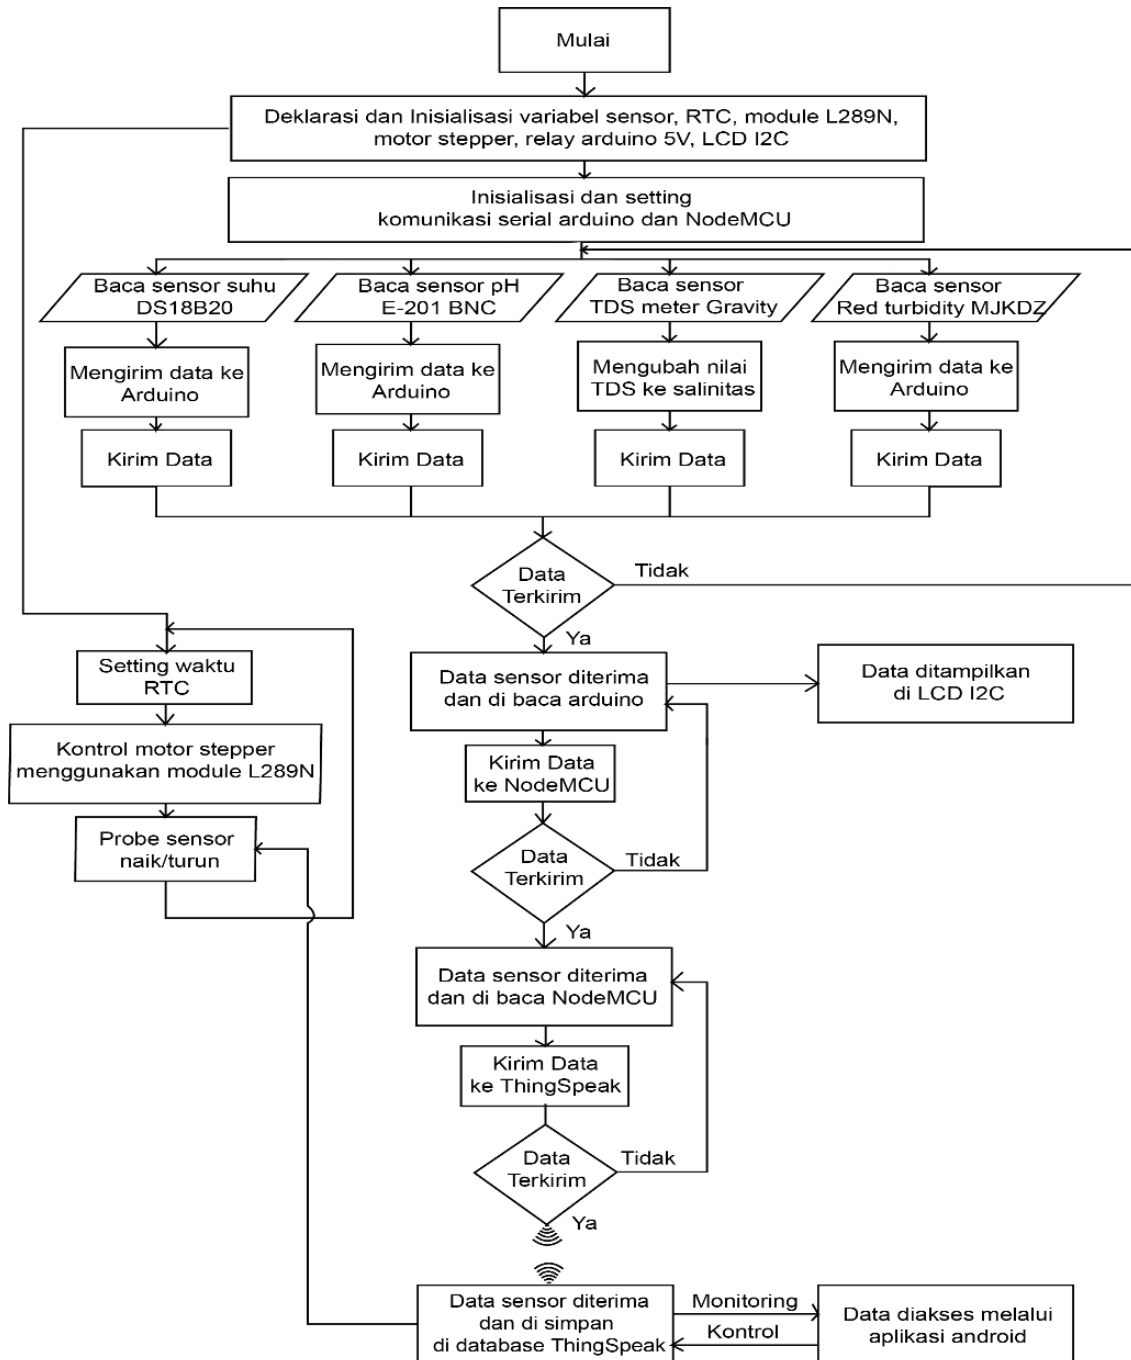 Mulai
Deklarasi dan Inisialisasi variabel sensor, RTC, module L289N,
motor stepper, relay arduino 5V, LCD I2C
Inisialisasi dan setting
komunikasi serial arduino dan NodeMCU
Baca sensor suhu
DS18B20
Baca sensor pH
E-201 BNC
Baca sensor
TDS meter Gravity
Baca sensor
Red turbidity MJKDZ
Mengirim data ke
Arduino
Mengirim data ke
Arduino
Mengubah nilai
TDS ke salinitas
Mengirim data ke
Arduino
Kirim Data
Kirim Data
Kirim Data
Kirim Data
Data
Terkirim
Tidak
Ya
Setting waktu
RTC
Kontrol motor stepper
menggunakan module L289N
Probe sensor
naik/turun
Data sensor diterima
dan di baca arduino
Data ditampilkan
di LCD I2C
Kirim Data
ke NodeMCU
Data
Terkirim
Tidak
Ya
Data sensor diterima
dan di baca NodeMCU
Kirim Data
ke ThingSpeak
Data
Terkirim
Tidak
Ya
Data sensor diterima
dan di simpan
di database ThingSpeak
Monitoring
Kontrol
Data diakses melalui
aplikasi android